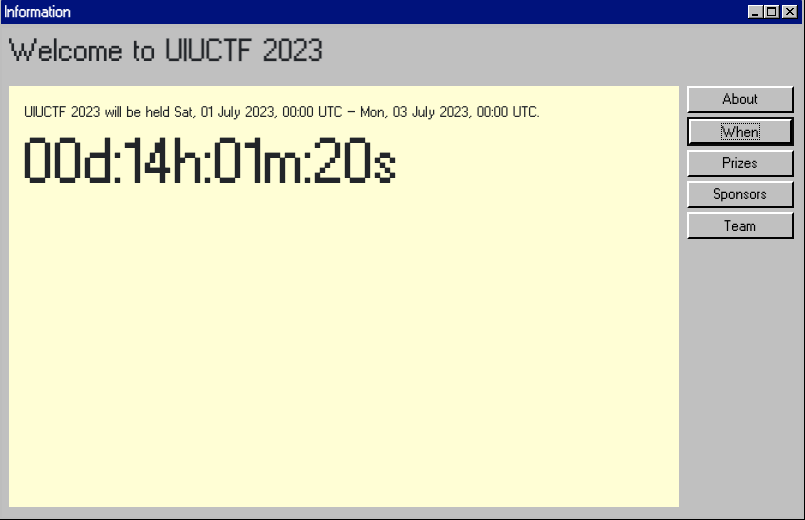 Information
Welcome to UIUCTF 2023
UIUCTF 2023 will be held Sat, 01 July 2023, 00:00 UTC – Mon, 03 July 2023, 00:00 UTC.
00d:14h:01m:20s
About
When
Prizes
Sponsors
Team